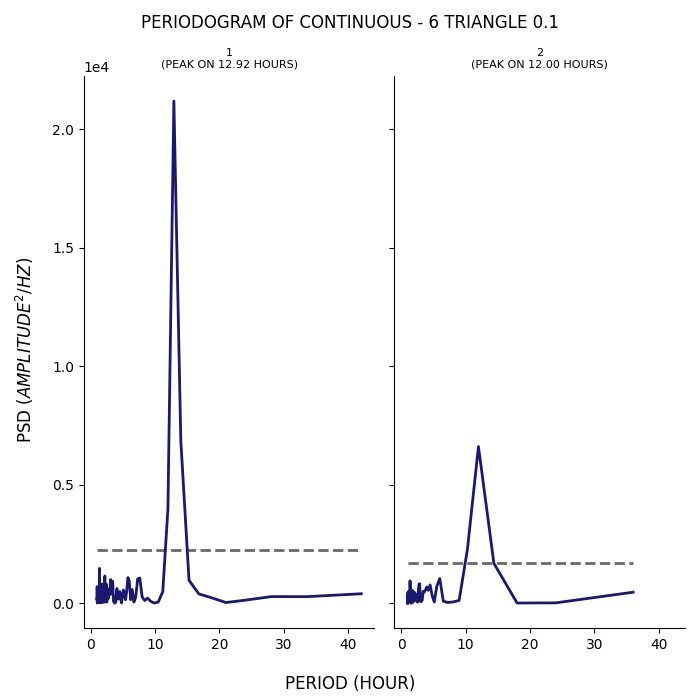 PERIODOGRAM OF CONTINUOUS - 6 TRIANGLE 0.1
1
(PEAK ON 12.92 HOURS)
2
(PEAK ON 12.00 HOURS)
1e4
2.0
1.5
1.0
0.5
0.0
PSD (AMPLITUDE²/HZ)
0 10 20 30 40
0 10 20 30 40
PERIOD (HOUR)